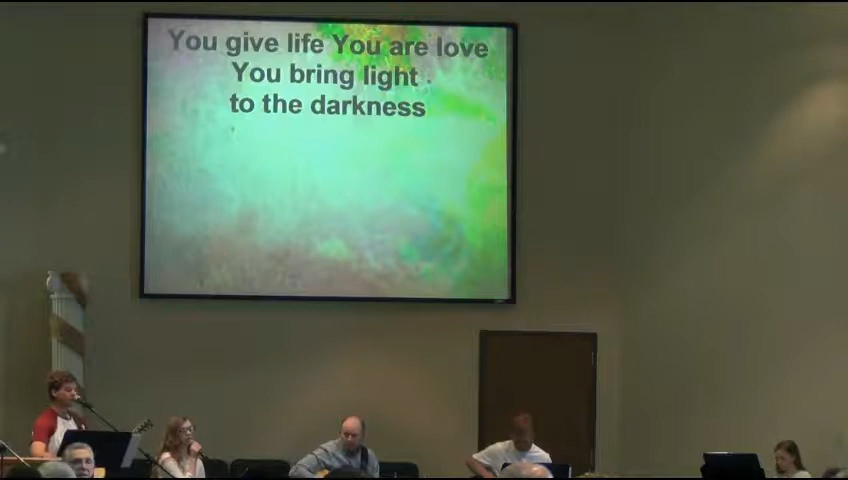 You give life You are love
You bring light
to the darkness